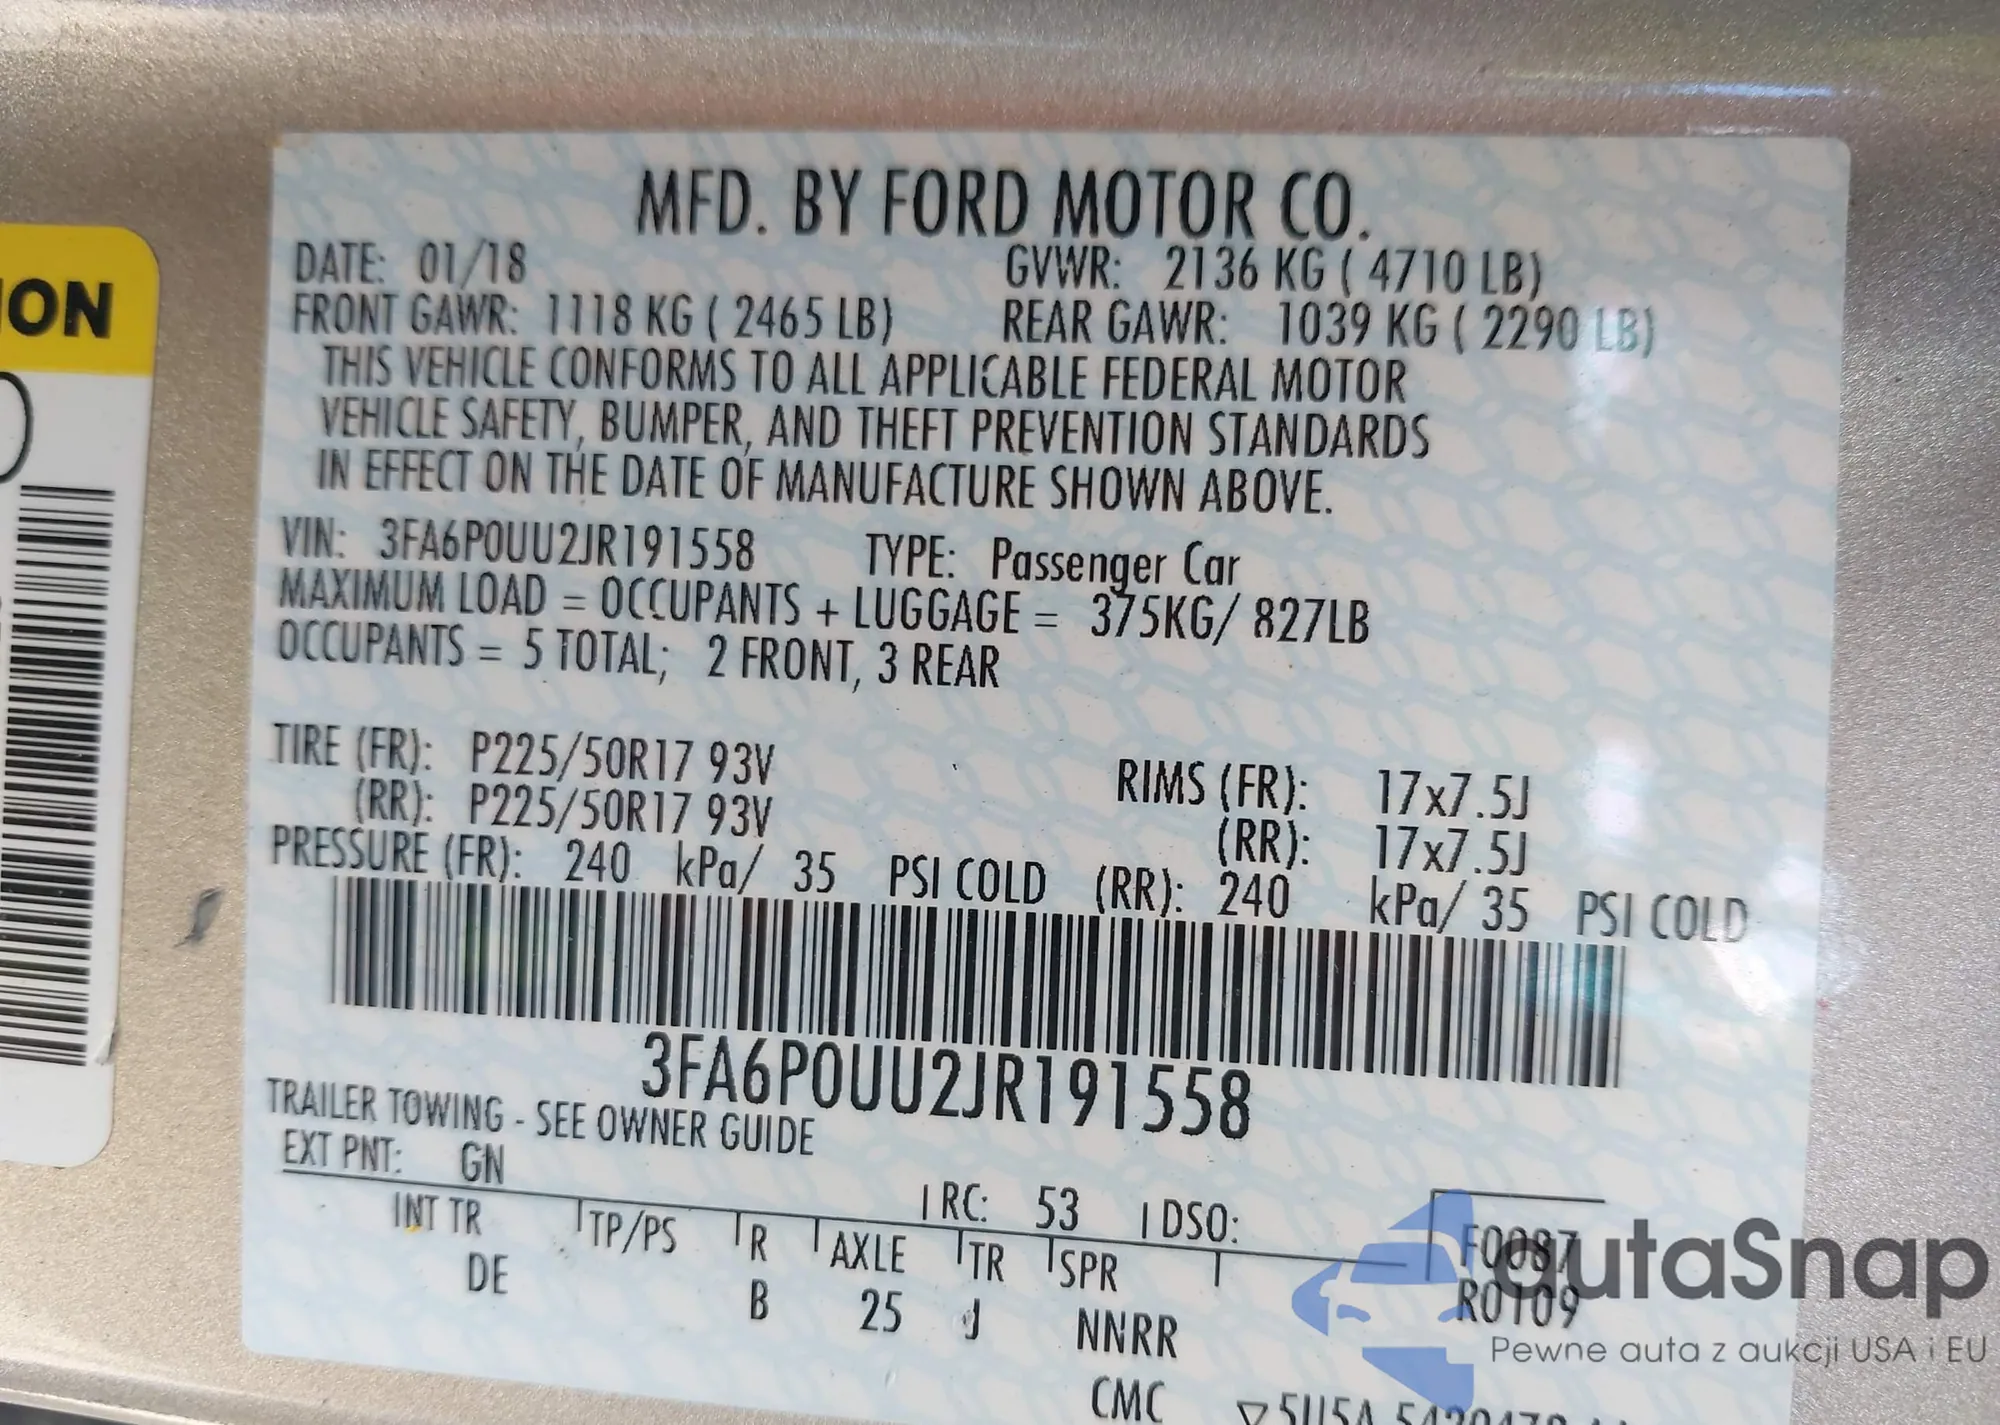 MFD. BY FORD MOTOR CO.
DATE: 01/18 GVWR: 2136 KG ( 4710 LB)
FRONT GAWR: 1118 KG ( 2465 LB) REAR GAWR: 1039 KG ( 2290 LB)
THIS VEHICLE CONFORMS TO ALL APPLICABLE FEDERAL MOTOR
VEHICLE SAFETY, BUMPER, AND THEFT PREVENTION STANDARDS
IN EFFECT ON THE DATE OF MANUFACTURE SHOWN ABOVE.
VIN: 3FA6P0UU2JR191558 TYPE: Passenger Car
MAXIMUM LOAD = OCCUPANTS + LUGGAGE = 375KG/ 827LB
OCCUPANTS = 5 TOTAL; 2 FRONT, 3 REAR
TIRE (FR): P225/50R17 93V RIMS (FR): 17x7.5J
(RR): P225/50R17 93V (RR): 17x7.5J
PRESSURE (FR): 240 kPa/ 35 PSI COLD (RR): 240 kPa/ 35 PSI COLD
3FA6P0UU2JR191558
TRAILER TOWING - SEE OWNER GUIDE
EXT PNT: GN RC: 53 DSO:
INT TR TP/PS R AXLE TR SPR F0087
DE B 25 J NNRR R0109
CMC
ION
autaSnap
Pewne auta z aukcji USA i EU